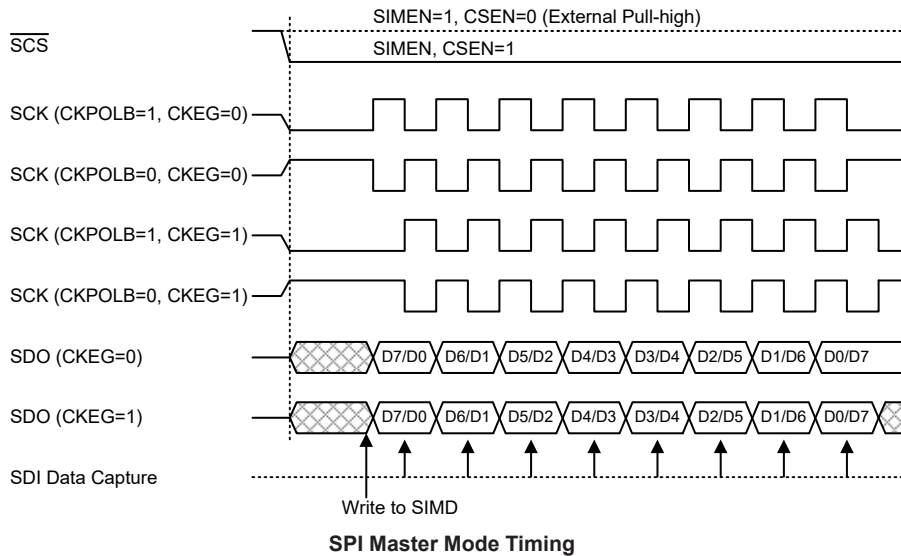 SIMEN=1, CSEN=0 (External Pull-high)
SCS
SIMEN, CSEN=1
SCK (CKPOLB=1, CKEG=0)
SCK (CKPOLB=0, CKEG=0)
SCK (CKPOLB=1, CKEG=1)
SCK (CKPOLB=0, CKEG=1)
SDO (CKEG=0) D7/D0 D6/D1 D5/D2 D4/D3 D3/D4 D2/D5 D1/D6 D0/D7
SDO (CKEG=1) D7/D0 D6/D1 D5/D2 D4/D3 D3/D4 D2/D5 D1/D6 D0/D7
SDI Data Capture
Write to SIMD
SPI Master Mode Timing